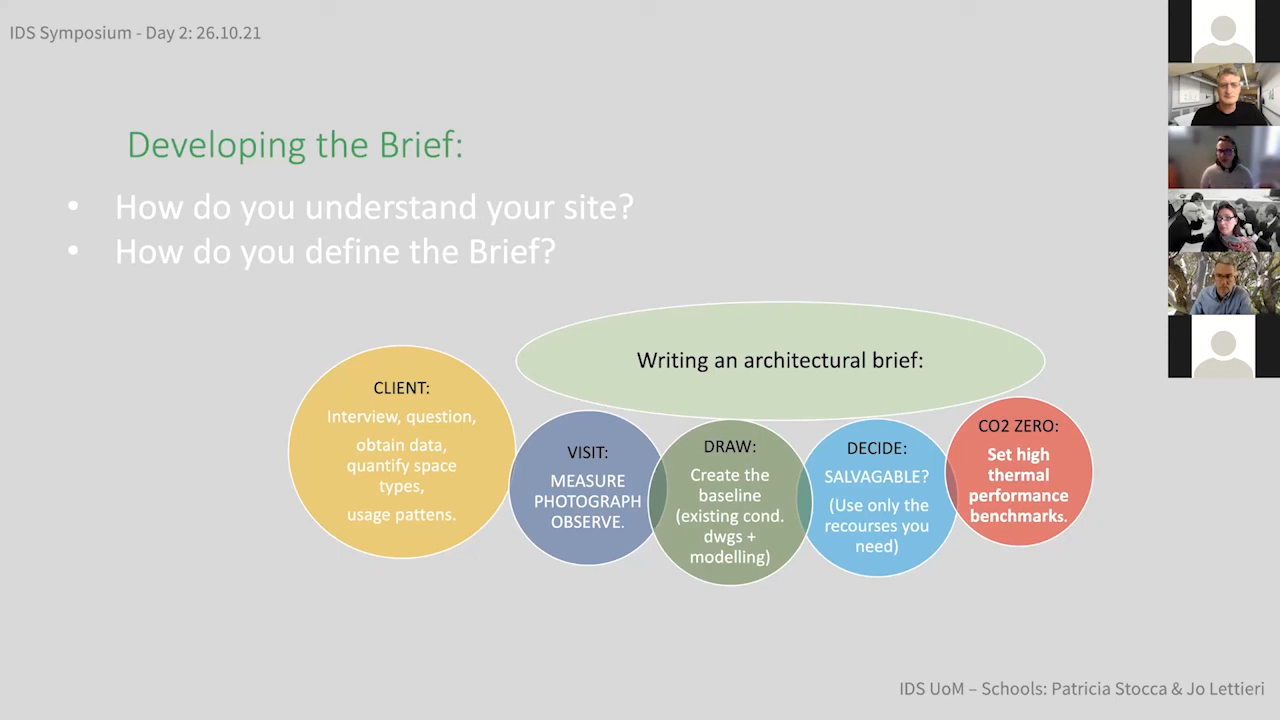 IDS Symposium - Day 2: 26.10.21
Developing the Brief:
• How do you understand your site?
• How do you define the Brief?
Writing an architectural brief:
CLIENT:
Interview, question,
obtain data,
quantify space
types,
usage pattens.
VISIT:
MEASURE
PHOTOGRAPH
OBSERVE.
DRAW:
Create the
baseline
(existing cond.
dwgs +
modelling)
DECIDE:
SALVAGABLE?
(Use only the
recourses you
need)
CO2 ZERO:
Set high
thermal
performance
benchmarks.
IDS UoM – Schools: Patricia Stocca & Jo Lettieri